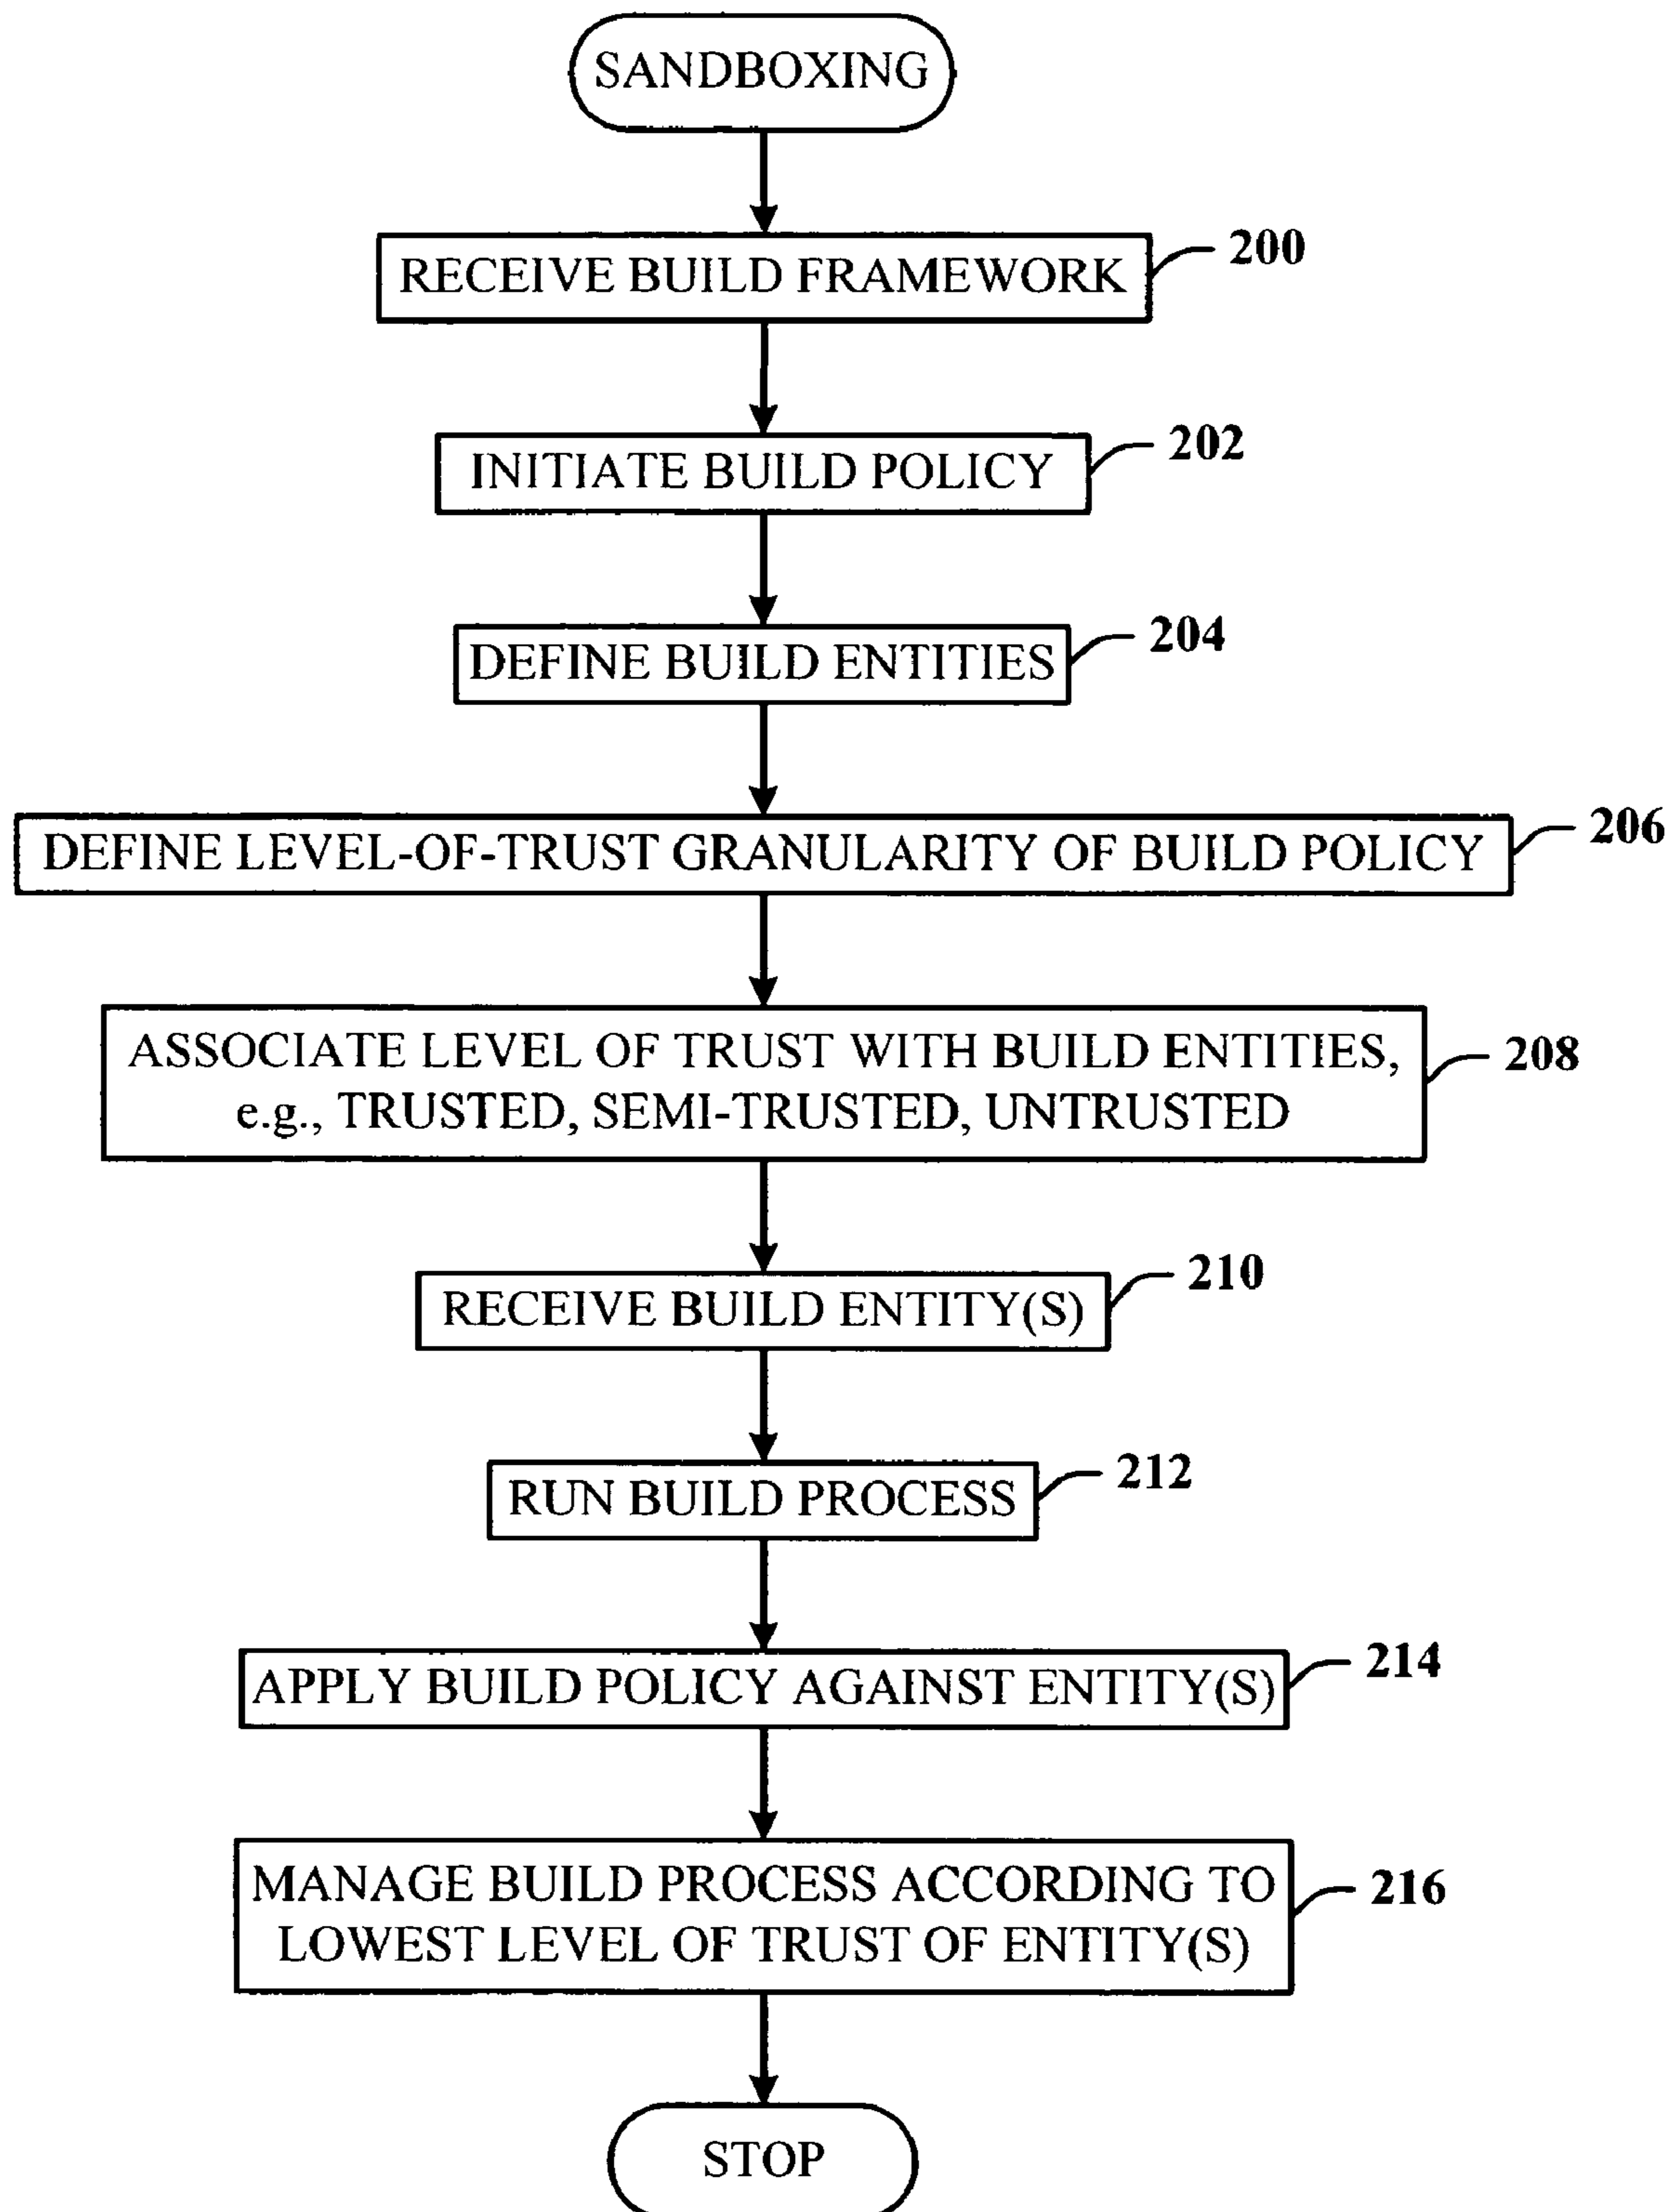 SANDBOXING
RECEIVE BUILD FRAMEWORK
200
INITIATE BUILD POLICY
202
DEFINE BUILD ENTITIES
204
DEFINE LEVEL-OF-TRUST GRANULARITY OF BUILD POLICY
206
ASSOCIATE LEVEL OF TRUST WITH BUILD ENTITIES,
e.g., TRUSTED, SEMI-TRUSTED, UNTRUSTED
208
RECEIVE BUILD ENTITY(S)
210
RUN BUILD PROCESS
212
APPLY BUILD POLICY AGAINST ENTITY(S)
214
MANAGE BUILD PROCESS ACCORDING TO
LOWEST LEVEL OF TRUST OF ENTITY(S)
216
STOP